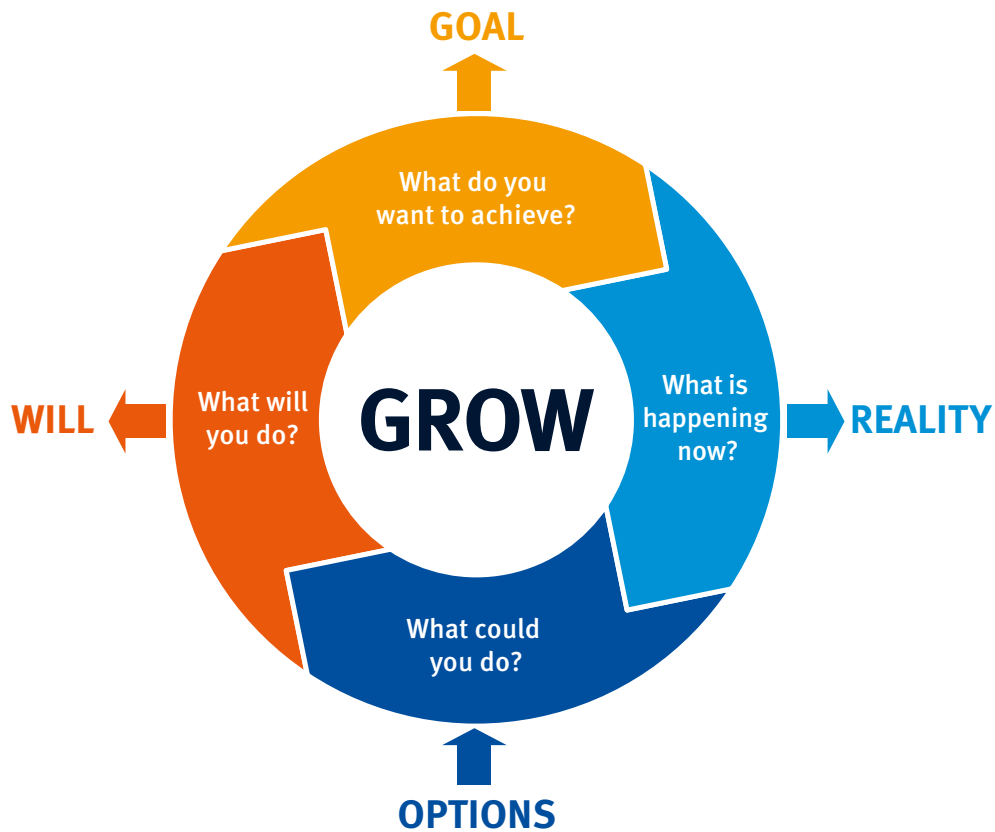 GOAL
What do you
want to achieve?
WILL
What will
you do?
GROW
What is
happening
now?
REALITY
What could
you do?
OPTIONS